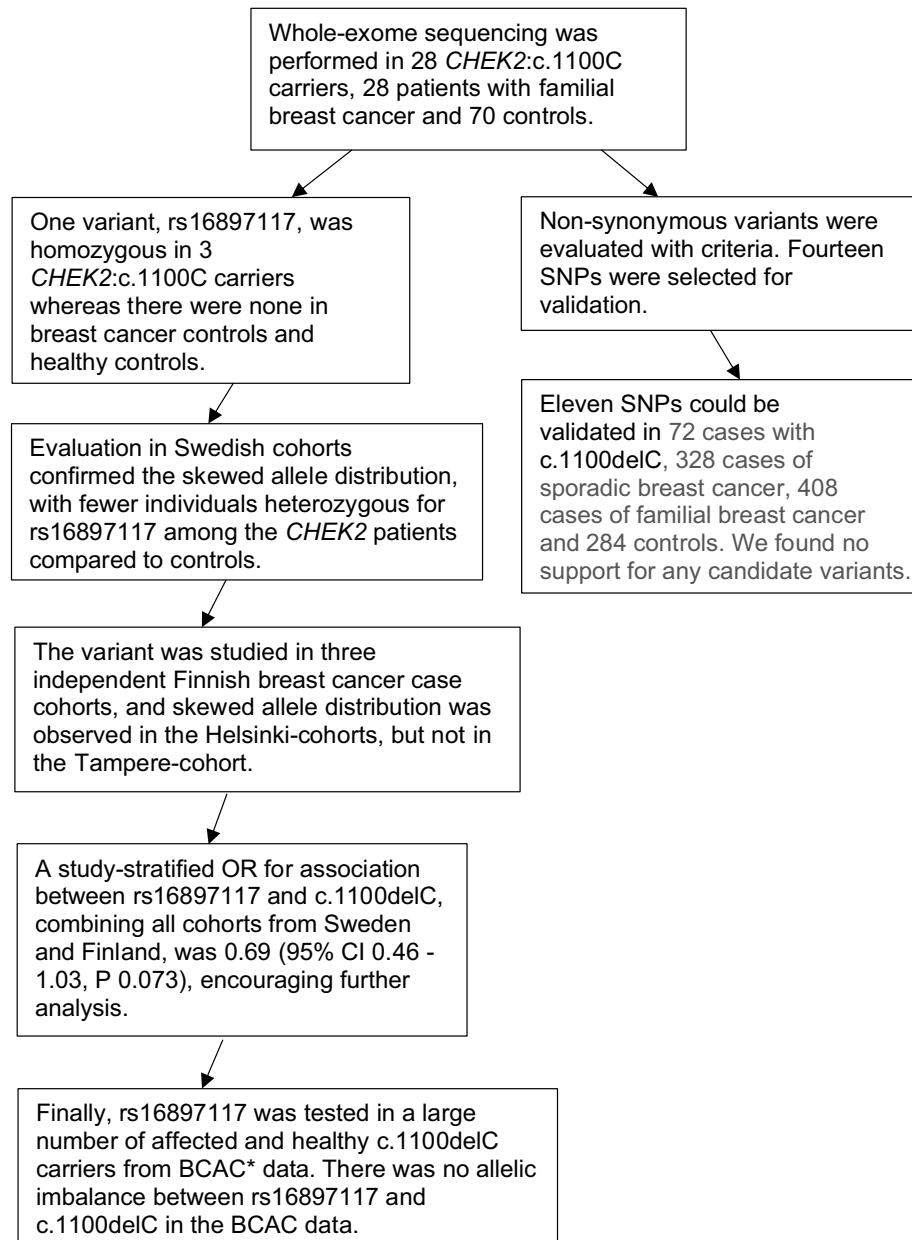 Whole-exome sequencing was
performed in 28 CHEK2:c.1100C
carriers, 28 patients with familial
breast cancer and 70 controls.
One variant, rs16897117, was
homozygous in 3
CHEK2:c.1100C carriers
whereas there were none in
breast cancer controls and
healthy controls.
Non-synonymous variants were
evaluated with criteria. Fourteen
SNPs were selected for
validation.
Evaluation in Swedish cohorts
confirmed the skewed allele distribution,
with fewer individuals heterozygous for
rs16897117 among the CHEK2 patients
compared to controls.
Eleven SNPs could be
validated in 72 cases with
c.1100delC, 328 cases of
sporadic breast cancer, 408
cases of familial breast cancer
and 284 controls. We found no
support for any candidate variants.
The variant was studied in three
independent Finnish breast cancer case
cohorts, and skewed allele distribution was
observed in the Helsinki-cohorts, but not in
the Tampere-cohort.
A study-stratified OR for association
between rs16897117 and c.1100delC,
combining all cohorts from Sweden
and Finland, was 0.69 (95% CI 0.46 -
1.03, P 0.073), encouraging further
analysis.
Finally, rs16897117 was tested in a large
number of affected and healthy c.1100delC
carriers from BCAC* data. There was no allelic
imbalance between rs16897117 and
c.1100delC in the BCAC data.